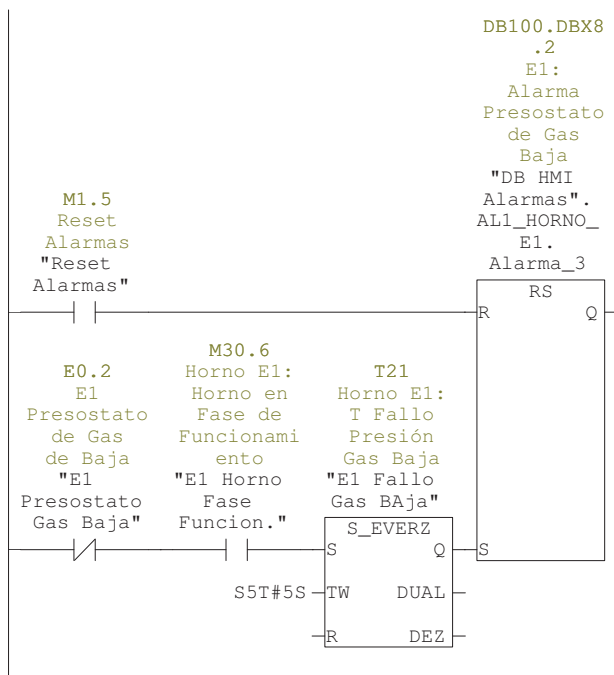 DB100.DBX8
.2
E1:
Alarma
Presostato
de Gas
Baja
"DB HMI
Alarmas".
AL1_HORNO_
E1.
Alarma_3
M1.5
Reset
Alarmas
"Reset
Alarmas"
RS
R
Q
E0.2
E1
Presostato
de Gas
de Baja
"E1
Presostato
Gas Baja"
M30.6
Horno E1:
Horno en
Fase de
Funcionami
ento
"E1 Horno
Fase
Funcion."
T21
Horno E1:
T Fallo
Presión
Gas Baja
"E1 Fallo
Gas BAja"
S_EVERZ
S
Q
S
S5T#5S
TW
DUAL
R
DEZ